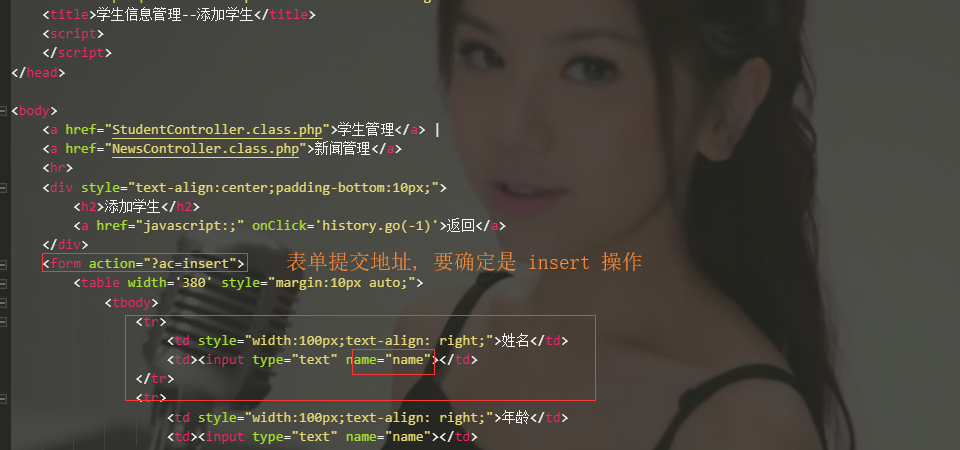 <title>学生信息管理--添加学生</title>
<script>
</script>
</head>
<body>
<a href="StudentController.class.php">学生管理</a> |
<a href="NewsController.class.php">新闻管理</a>
<hr>
<div style="text-align:center;padding-bottom:10px;">
<h2>添加学生</h2>
<a href="javascript:;" onClick='history.go(-1)'>返回</a>
</div>
<form action="?ac=insert"> 表单提交地址, 要确定是 insert 操作
<table width='380' style="margin:10px auto;">
<tbody>
<tr>
<td style="width:100px;text-align: right;">姓名</td>
<td><input type="text" name="name"></td>
</tr>
<tr>
<td style="width:100px;text-align: right;">年龄</td>
<td><input type="text" name="name"></td>